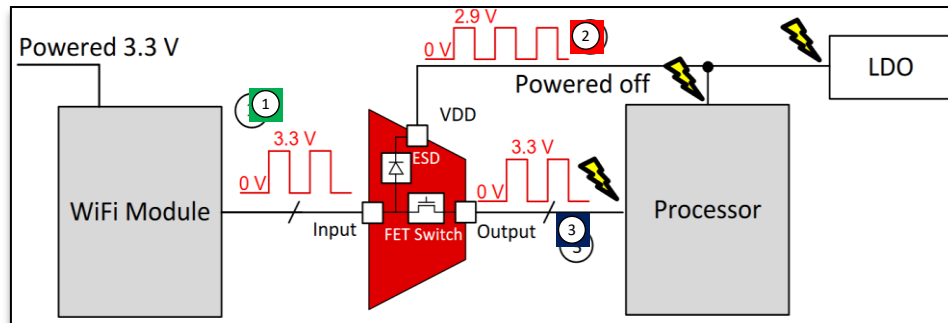 2.9 V
0 V
2
Powered 3.3 V
Powered off
LDO
1
VDD
3.3 V
ESD
3.3 V
0 V
0 V
WiFi Module
Processor
Input
FET Switch
Output
3